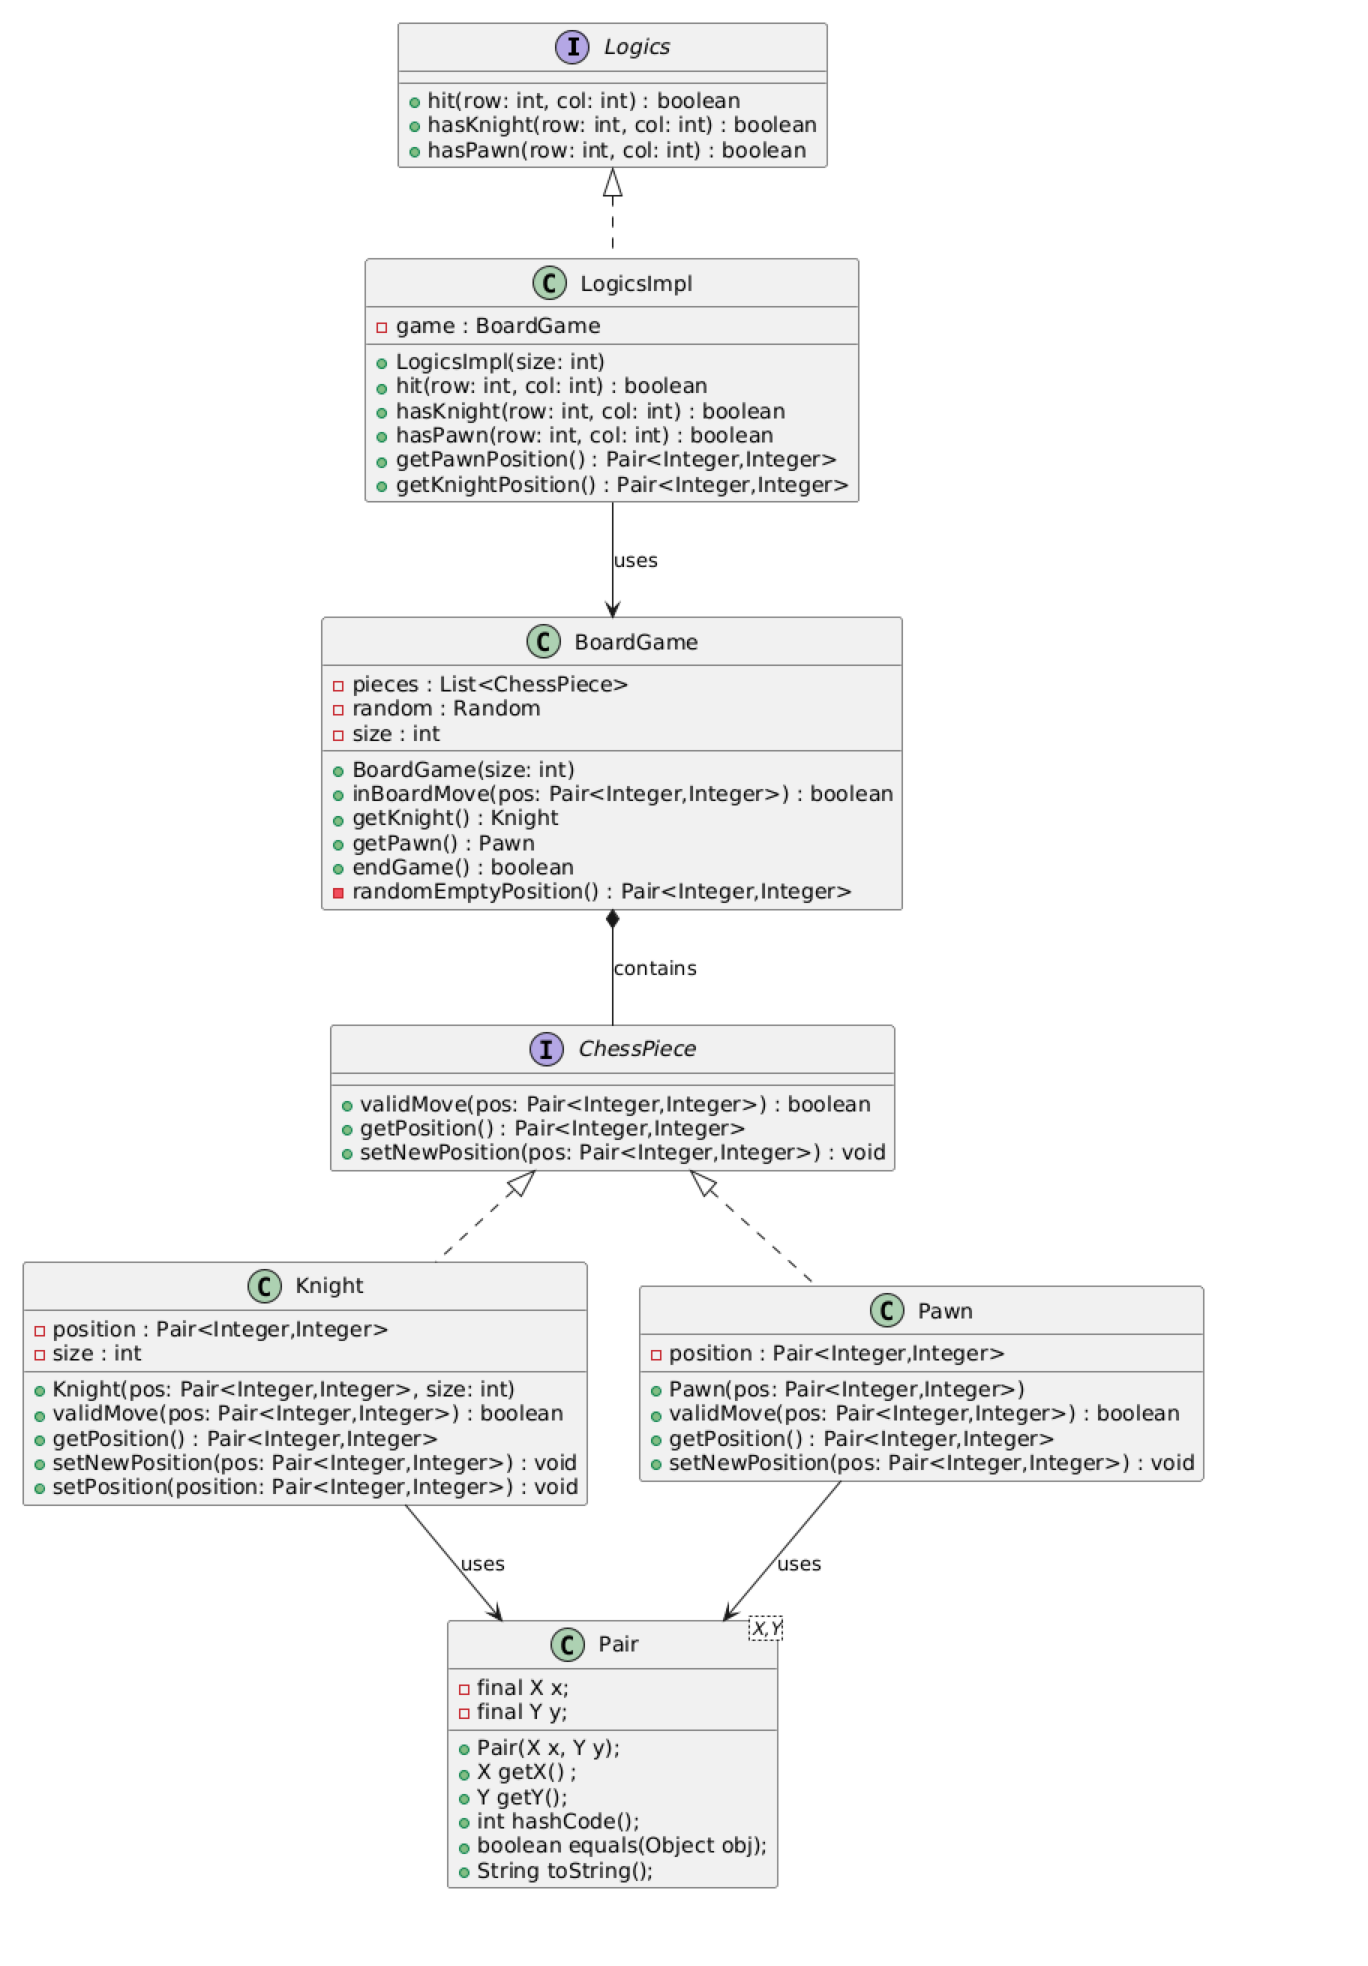 I Logics
hit(row: int, col: int) : boolean
hasKnight(row: int, col: int) : boolean
hasPawn(row: int, col: int) : boolean
C LogicsImpl
game : BoardGame
LogicsImpl(size: int)
hit(row: int, col: int) : boolean
hasKnight(row: int, col: int) : boolean
hasPawn(row: int, col: int) : boolean
getPawnPosition() : Pair<Integer,Integer>
getKnightPosition() : Pair<Integer,Integer>
uses
C BoardGame
pieces : List<ChessPiece>
random : Random
size : int
BoardGame(size: int)
inBoardMove(pos: Pair<Integer,Integer>) : boolean
getKnight() : Knight
getPawn() : Pawn
endGame() : boolean
randomEmptyPosition() : Pair<Integer,Integer>
contains
I ChessPiece
validMove(pos: Pair<Integer,Integer>) : boolean
getPosition() : Pair<Integer,Integer>
setNewPosition(pos: Pair<Integer,Integer>) : void
C Knight
position : Pair<Integer,Integer>
size : int
Knight(pos: Pair<Integer,Integer>, size: int)
validMove(pos: Pair<Integer,Integer>) : boolean
getPosition() : Pair<Integer,Integer>
setNewPosition(pos: Pair<Integer,Integer>) : void
setPosition(position: Pair<Integer,Integer>) : void
C Pawn
position : Pair<Integer,Integer>
Pawn(pos: Pair<Integer,Integer>)
validMove(pos: Pair<Integer,Integer>) : boolean
getPosition() : Pair<Integer,Integer>
setNewPosition(pos: Pair<Integer,Integer>) : void
uses
uses
C Pair
X,Y
final X x;
final Y y;
Pair(X x, Y y);
X getX() ;
Y getY();
int hashCode();
boolean equals(Object obj);
String toString();